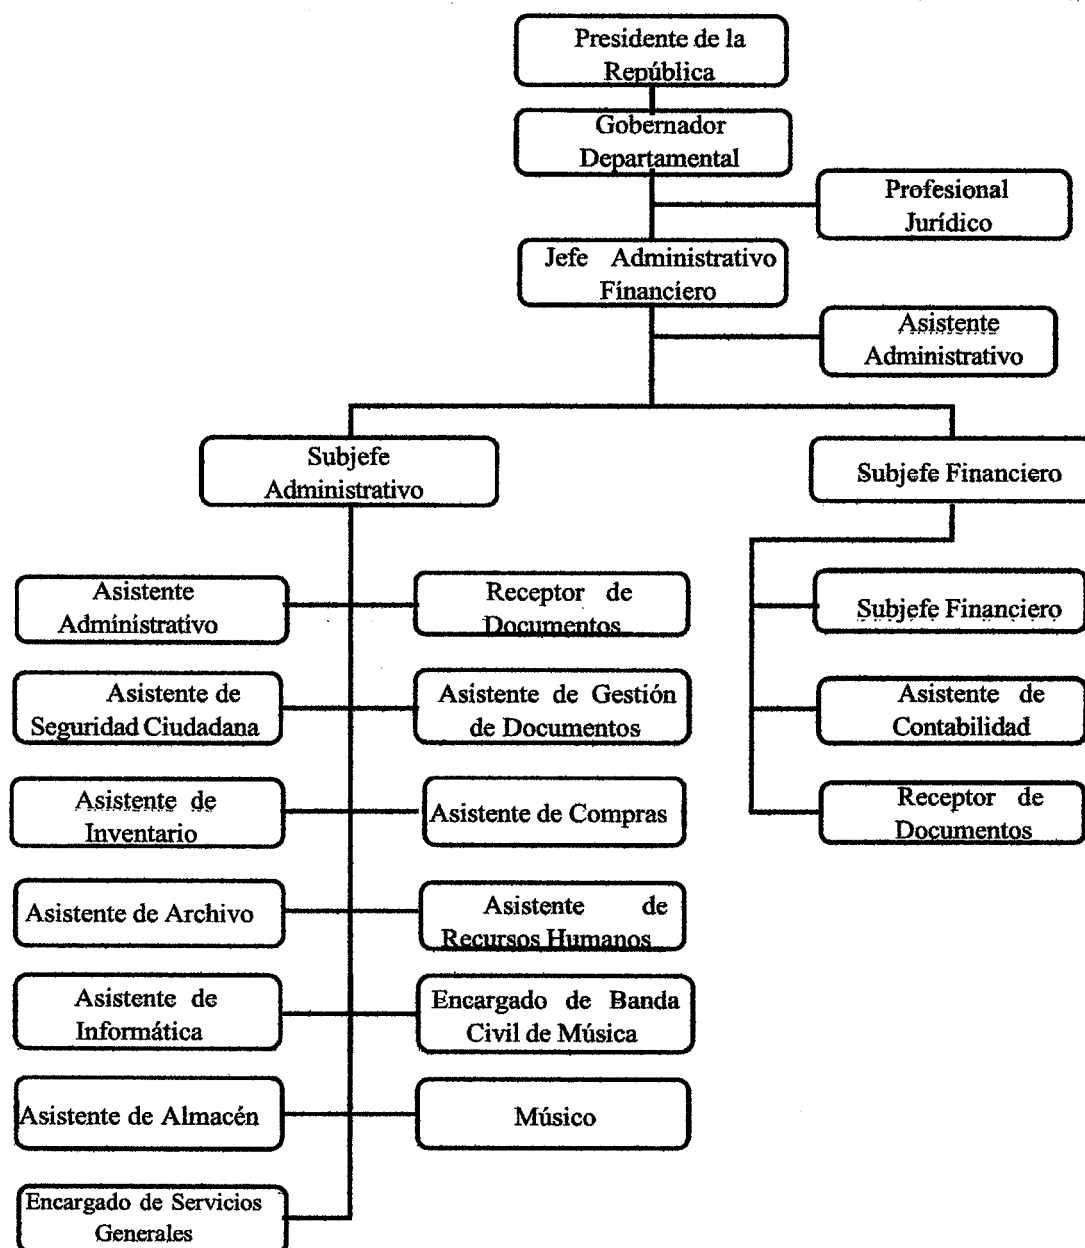 Presidente de la
República
Gobernador
Departamental
Profesional
Jurídico
Jefe Administrativo
Financiero
Asistente
Administrativo
Subjefe
Administrativo
Subjefe Financiero
Asistente
Administrativo
Receptor de
Documentos
Subjefe Financiero
Asistente de
Seguridad Ciudadana
Asistente de Gestión
de Documentos
Asistente de
Contabilidad
Asistente de
Inventario
Asistente de Compras
Receptor de
Documentos
Asistente de Archivo
Asistente de
Recursos Humanos
Asistente de
Informática
Encargado de Banda
Civil de Música
Asistente de Almacén
Músico
Encargado de Servicios
Generales